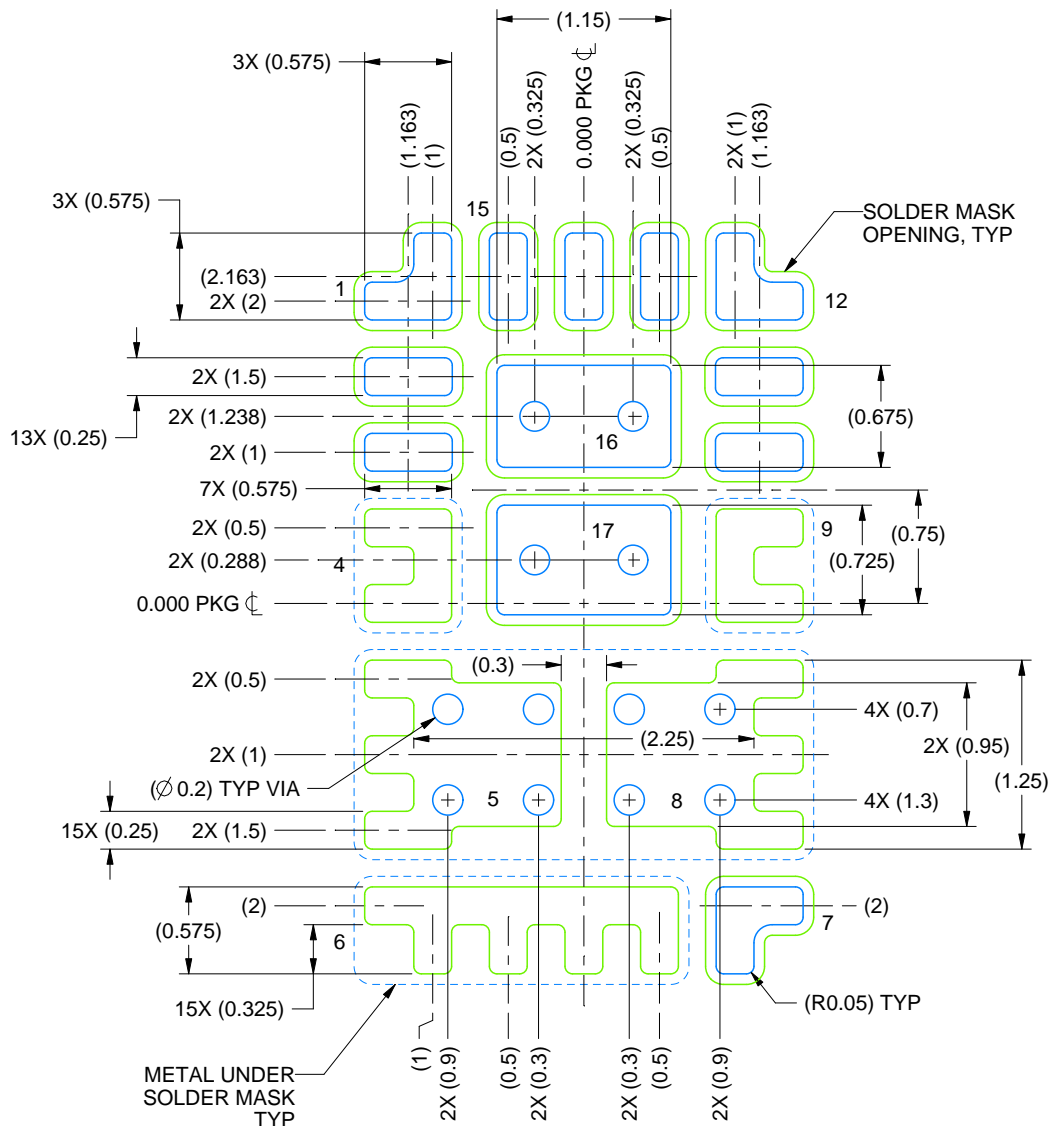 (1.15)
3X (0.575)
(1.163)
(1)
(0.5)
2X (0.325)
0.000 PKG ℄
2X (0.325)
(0.5)
2X (1)
(1.163)
3X (0.575)
15
SOLDER MASK
OPENING, TYP
(2.163)
1
2X (2)
12
2X (1.5)
2X (1.238)
13X (0.25)
16
(0.675)
2X (1)
7X (0.575)
2X (0.5)
17
9
(0.75)
2X (0.288)
4
(0.725)
0.000 PKG ℄
(0.3)
2X (0.5)
4X (0.7)
(2.25)
2X (0.95)
2X (1)
(1.25)
(∅ 0.2) TYP VIA
5
8
4X (1.3)
15X (0.25)
2X (1.5)
(2)
(2)
(0.575)
6
7
15X (0.325)
(R0.05) TYP
(1)
2X (0.9)
(0.5)
2X (0.3)
2X (0.3)
(0.5)
2X (0.9)
METAL UNDER
SOLDER MASK
TYP